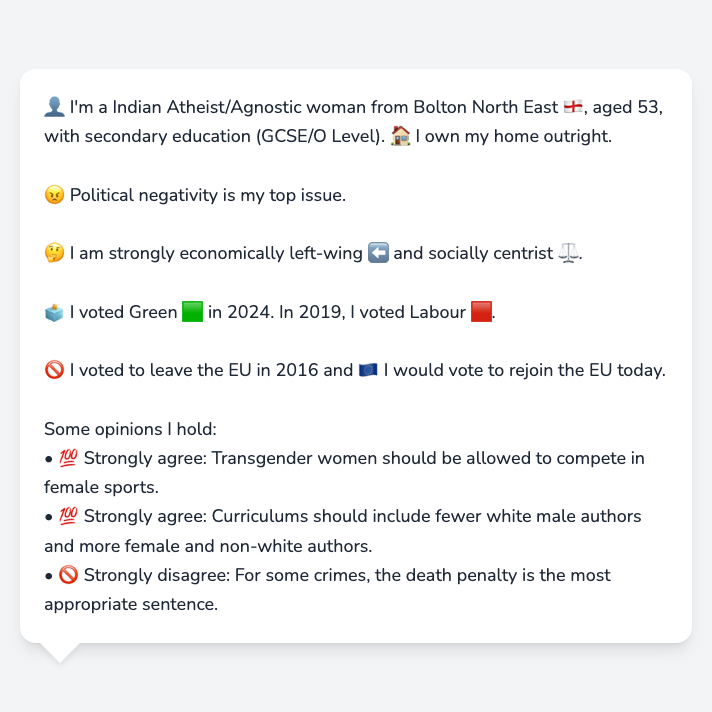 👤 I'm a Indian Atheist/Agnostic woman from Bolton North East 🏴󠁧󠁢󠁥󠁮󠁧󠁿, aged 53,
with secondary education (GCSE/O Level). 🏠 I own my home outright.
😠 Political negativity is my top issue.
🤔 I am strongly economically left-wing ⬅️ and socially centrist ⚖️.
🗳️ I voted Green 🟩 in 2024. In 2019, I voted Labour 🟥.
🚫 I voted to leave the EU in 2016 and 🇪🇺 I would vote to rejoin the EU today.
Some opinions I hold:
• 💯 Strongly agree: Transgender women should be allowed to compete in
female sports.
• 💯 Strongly agree: Curriculums should include fewer white male authors
and more female and non-white authors.
• 🚫 Strongly disagree: For some crimes, the death penalty is the most
appropriate sentence.